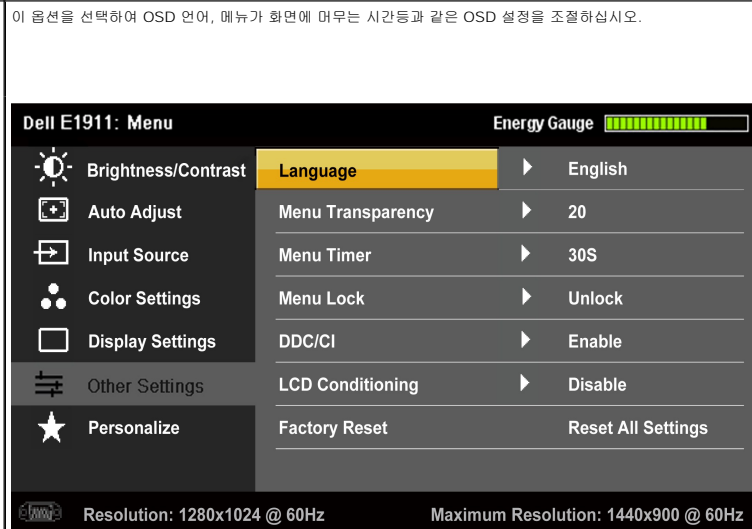 이 옵션을 선택하여 OSD 언어, 메뉴가 화면에 머무는 시간등과 같은 OSD 설정을 조절하십시오.
Dell E1911: Menu Energy Gauge
Brightness/Contrast Language English
Auto Adjust Menu Transparency 20
Input Source Menu Timer 30S
Color Settings Menu Lock Unlock
Display Settings DDC/CI Enable
Other Settings LCD Conditioning Disable
Personalize Factory Reset Reset All Settings
Resolution: 1280x1024 @ 60Hz Maximum Resolution: 1440x900 @ 60Hz